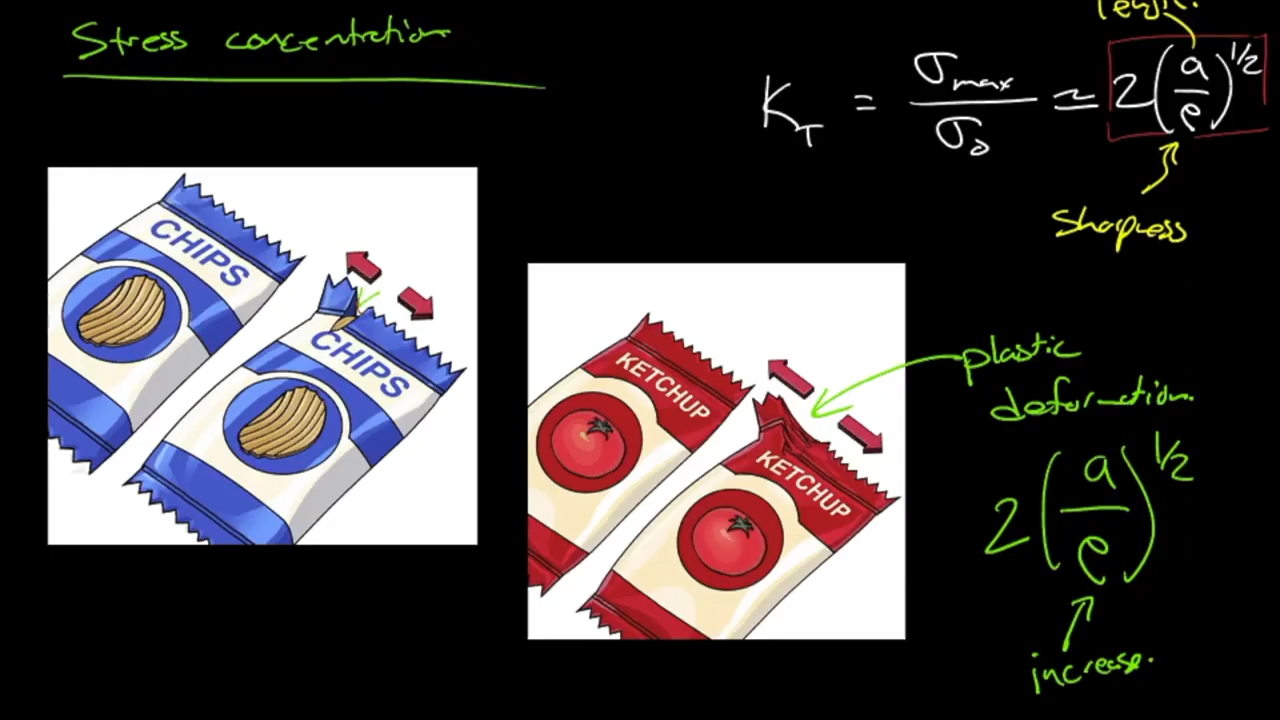 Stress concentration
K_T = σ_max / σ_0 ≃ 2 (a/ρ)^1/2
Sharpness
CHIPS
CHIPS
KETCHUP
KETCHUP
plastic
deformation.
2 (a/ρ)^1/2
increase.